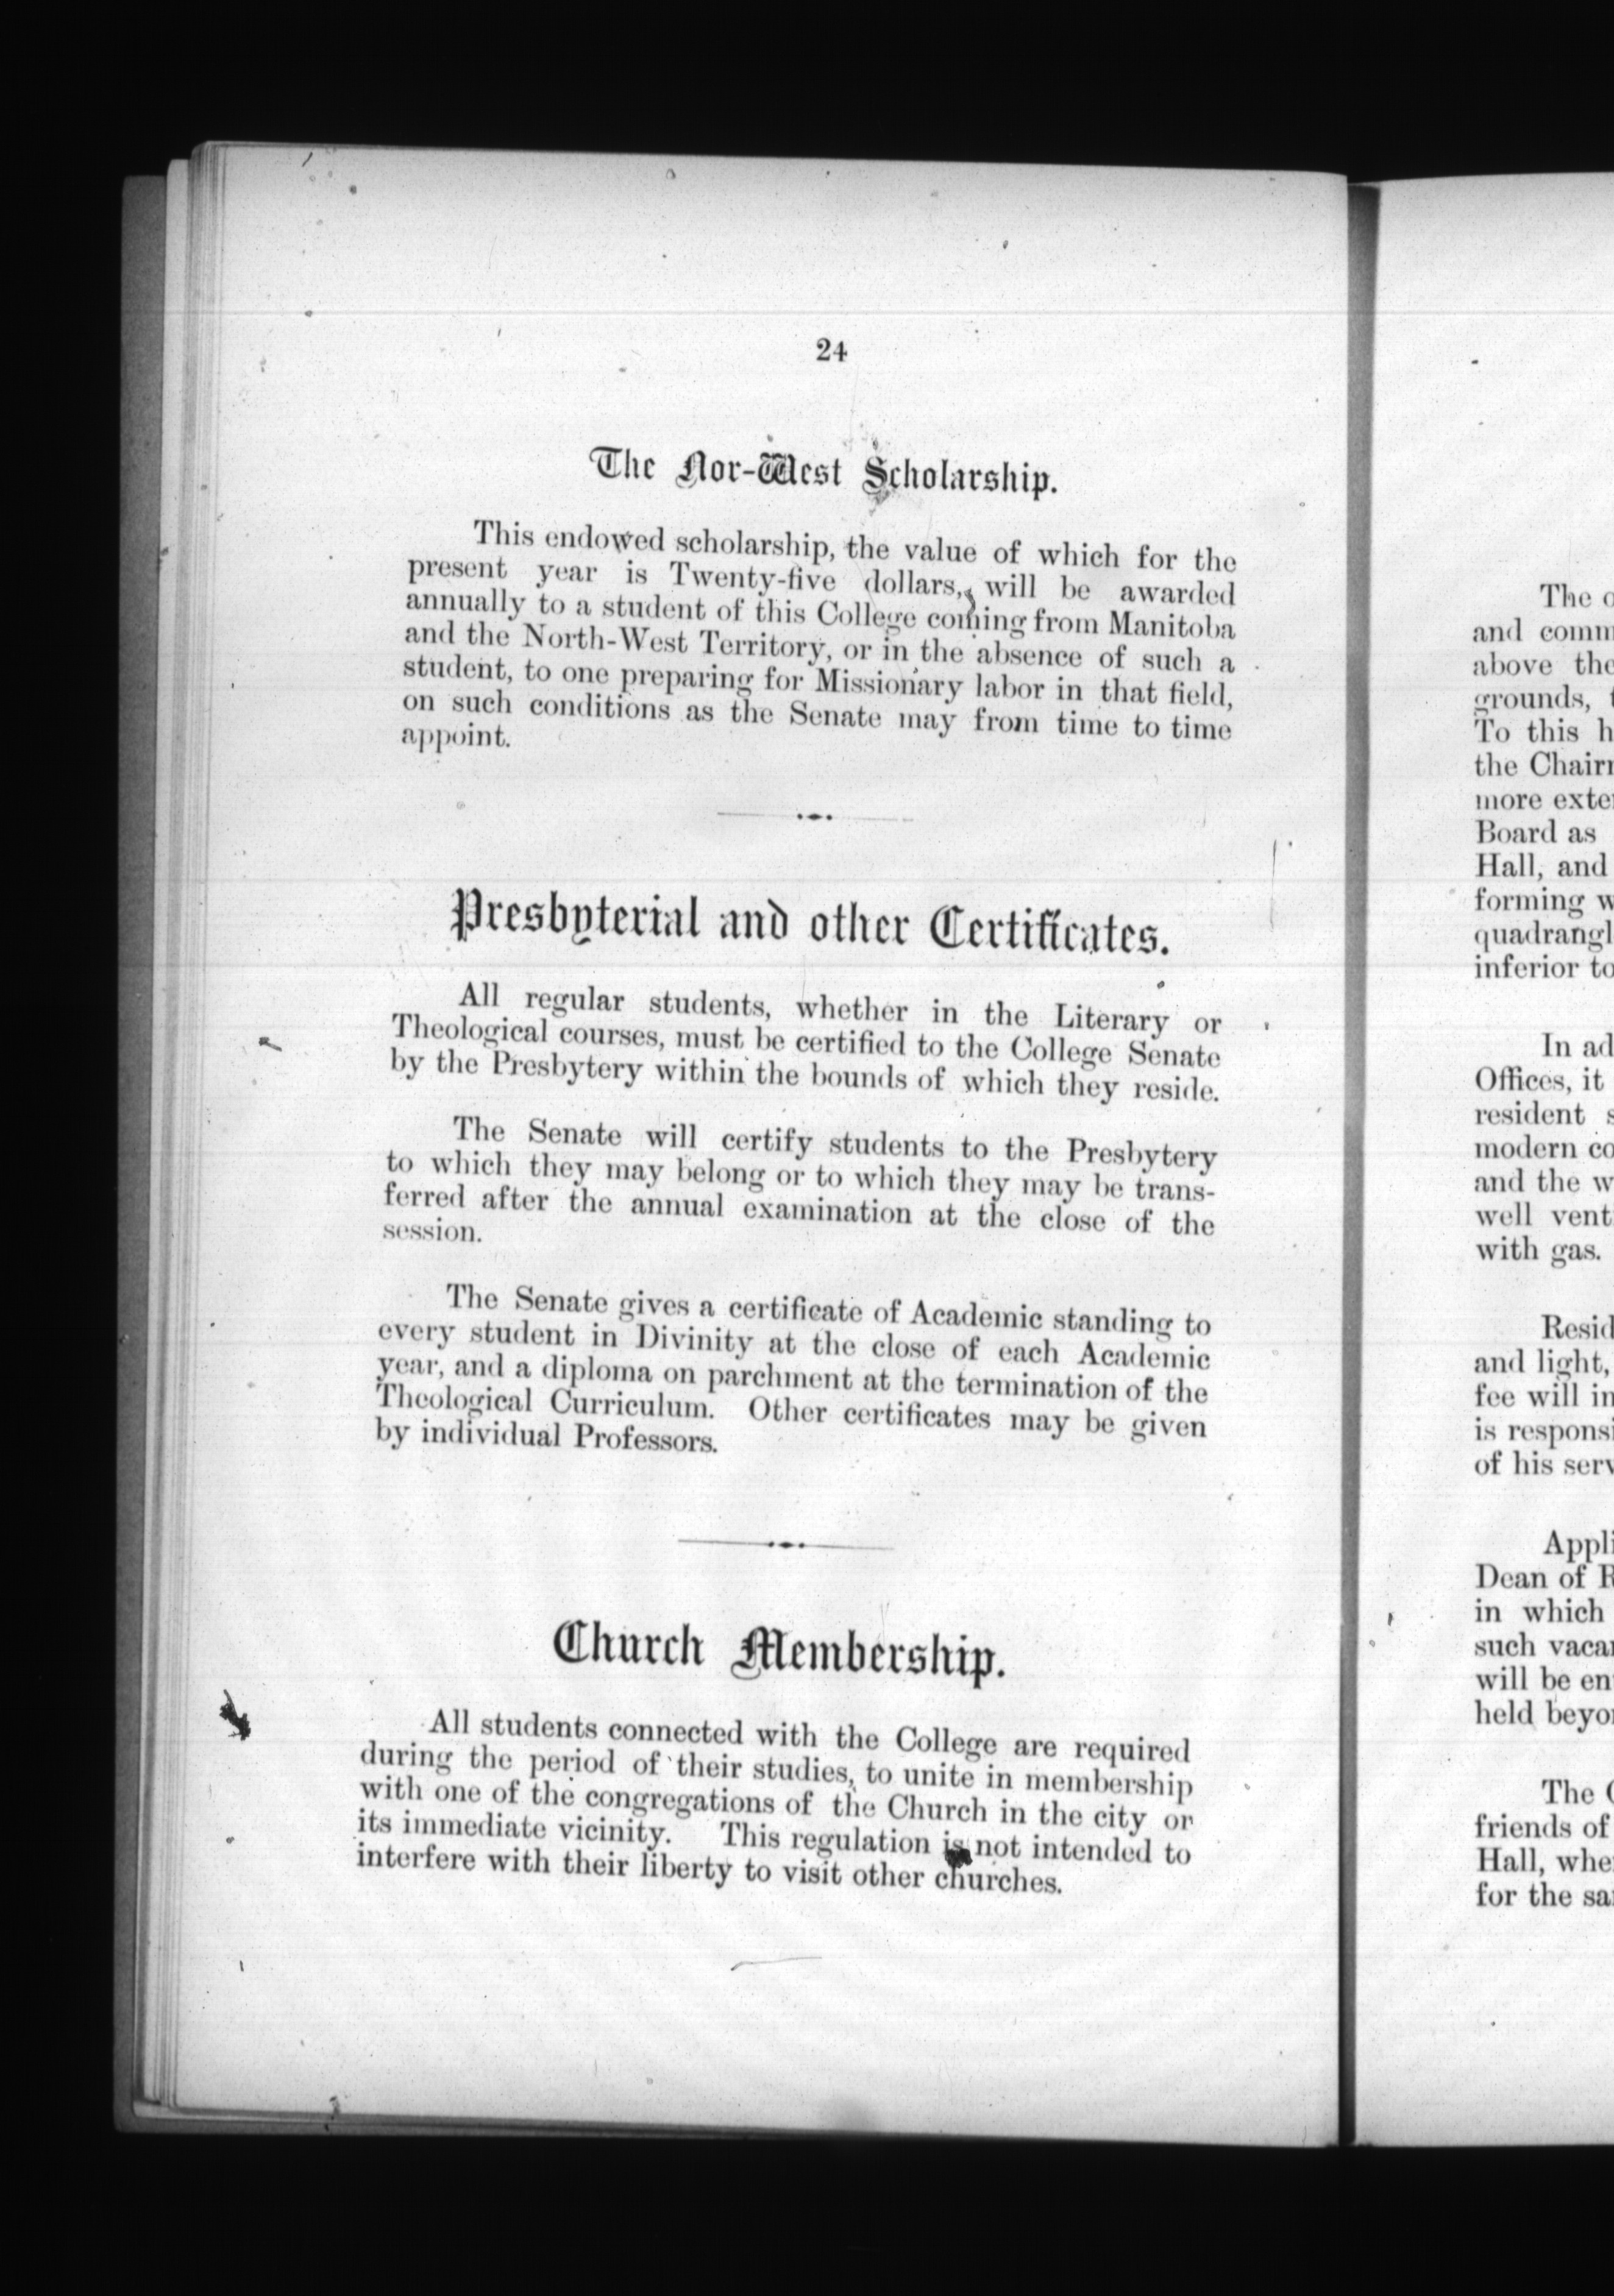 24
The Nor-West Scholarship.
This endowed scholarship, the value of which for the
present year is Twenty-five dollars, will be awarded
annually to a student of this College coming from Manitoba
and the North-West Territory, or in the absence of such a
student, to one preparing for Missionary labor in that field,
on such conditions as the Senate may from time to time
appoint.
Presbyterial and other Certificates.
All regular students, whether in the Literary or
Theological courses, must be certified to the College Senate
by the Presbytery within the bounds of which they reside.
The Senate will certify students to the Presbytery
to which they may belong or to which they may be trans-
ferred after the annual examination at the close of the
session.
The Senate gives a certificate of Academic standing to
every student in Divinity at the close of each Academic
year, and a diploma on parchment at the termination of the
Theological Curriculum. Other certificates may be given
by individual Professors.
Church Membership.
All students connected with the College are required
during the period of their studies, to unite in membership
with one of the congregations of the Church in the city or
its immediate vicinity. This regulation is not intended to
interfere with their liberty to visit other churches.
The
and
above the
grounds,
To this
the
more
Board as
Hall, and
forming
inferior to
In
Offices, it
resident
modern
and the
well
with gas.
and light,
fee will
is
of his
Dean of
in which
such
will be
held
The
friends of
Hall,
for the